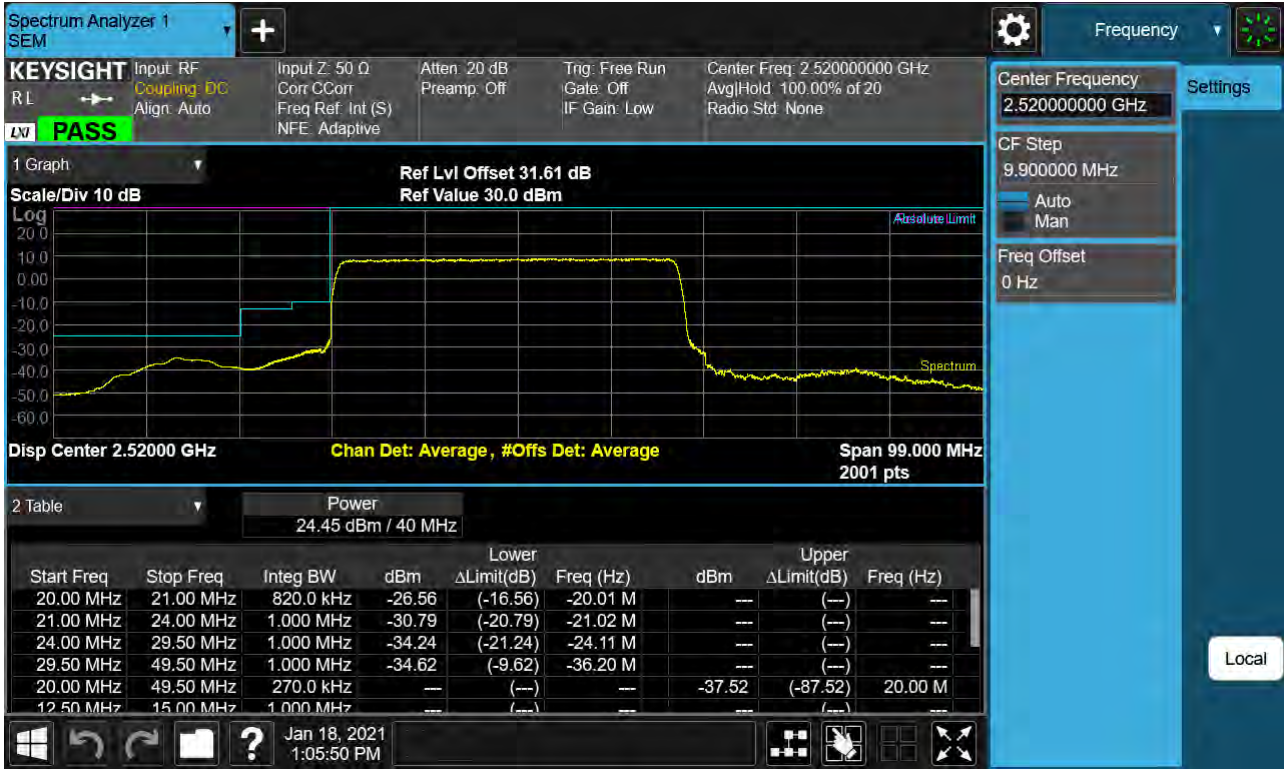 Spectrum Analyzer 1
SEM
Frequency
KEYSIGHT
RL
LXI
PASS
Input: RF
Coupling: DC
Align: Auto
Input Z: 50 Ω
Corr CCorr
Freq Ref: Int (S)
NFE: Adaptive
Atten: 20 dB
Preamp: Off
Trig: Free Run
Gate: Off
IF Gain: Low
Center Freq: 2.520000000 GHz
Avg|Hold: 100.00% of 20
Radio Std: None
Center Frequency
2.520000000 GHz
Settings
CF Step
9.900000 MHz
Auto
Man
Freq Offset
0 Hz
Local
1 Graph
Scale/Div 10 dB
Ref Lvl Offset 31.61 dB
Ref Value 30.0 dBm
Log
20.0
10.0
0.00
-10.0
-20.0
-30.0
-40.0
-50.0
-60.0
Absolute Limit
Spectrum
Disp Center 2.52000 GHz
Chan Det: Average, #Offs Det: Average
Span 99.000 MHz
2001 pts
2 Table
Power
24.45 dBm / 40 MHz
Lower Upper
Start Freq Stop Freq Integ BW dBm ΔLimit(dB) Freq (Hz) dBm ΔLimit(dB) Freq (Hz)
20.00 MHz 21.00 MHz 820.0 kHz -26.56 (-16.56) -20.01 M --- (---) ---
21.00 MHz 24.00 MHz 1.000 MHz -30.79 (-20.79) -21.02 M --- (---) ---
24.00 MHz 29.50 MHz 1.000 MHz -34.24 (-21.24) -24.11 M --- (---) ---
29.50 MHz 49.50 MHz 1.000 MHz -34.62 (-9.62) -36.20 M --- (---) ---
20.00 MHz 49.50 MHz 270.0 kHz --- (---) --- -37.52 (-87.52) 20.00 M
12.50 MHz 15.00 MHz 1.000 MHz --- (---) --- --- (---) ---
?
Jan 18, 2021
1:05:50 PM